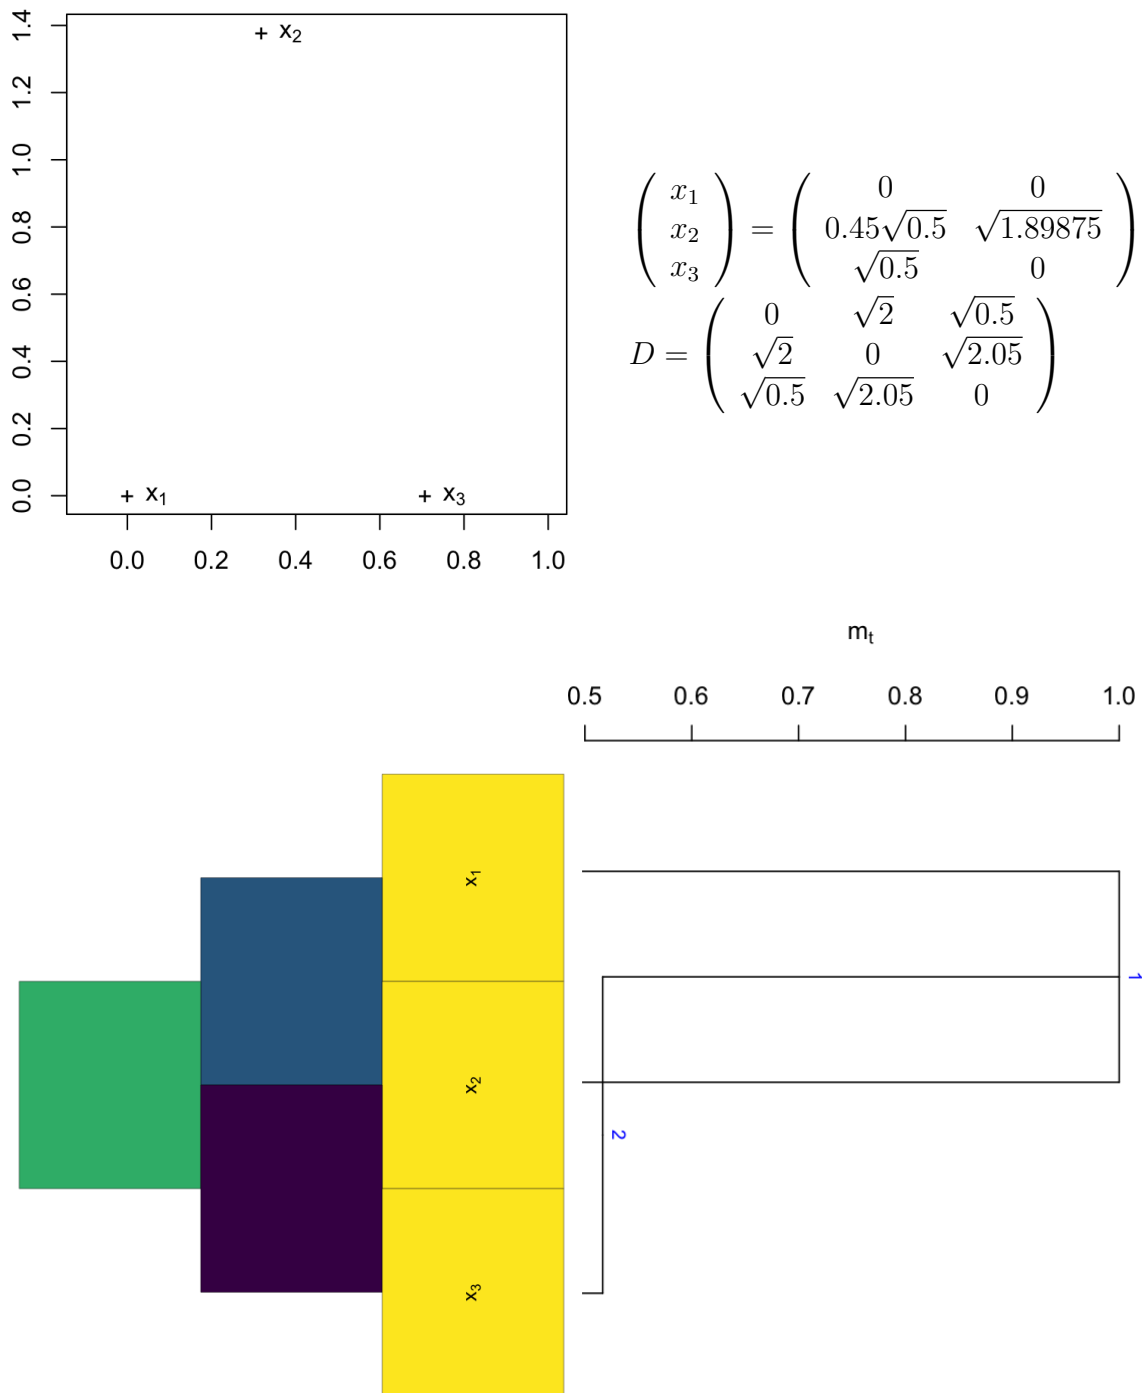 1.4
1.2
1.0
0.8
0.6
0.4
0.2
0.0
+ x₂
+ x₁
+ x₃
0.0 0.2 0.4 0.6 0.8 1.0
x₁ 0 0
x₂ = 0.45√0.5 √1.89875
x₃ √0.5 0
0 √2 √0.5
D = √2 0 √2.05
√0.5 √2.05 0
mₜ
0.5 0.6 0.7 0.8 0.9 1.0
x₁
x₂
x₃
1
2